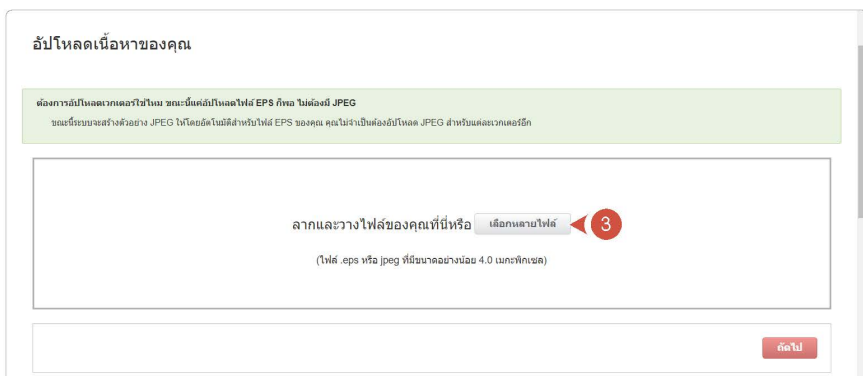 อัปโหลดเนื้อหาของคุณ
ต้องการอัปโหลดเวกเตอร์ใช่ไหม ขณะนี้แค่อัปโหลดไฟล์ EPS ก็พอ ไม่ต้องมี JPEG
ขณะนี้ระบบจะสร้างตัวอย่าง JPEG ให้โดยอัตโนมัติสำหรับไฟล์ EPS ของคุณ คุณไม่จำเป็นต้องอัปโหลด JPEG สำหรับแต่ละเวกเตอร์อีก
ลากและวางไฟล์ของคุณที่นี่หรือ เลือกหลายไฟล์ 3
(ไฟล์ .eps หรือ jpeg ที่มีขนาดอย่างน้อย 4.0 เมกะพิกเซล)
ถัดไป